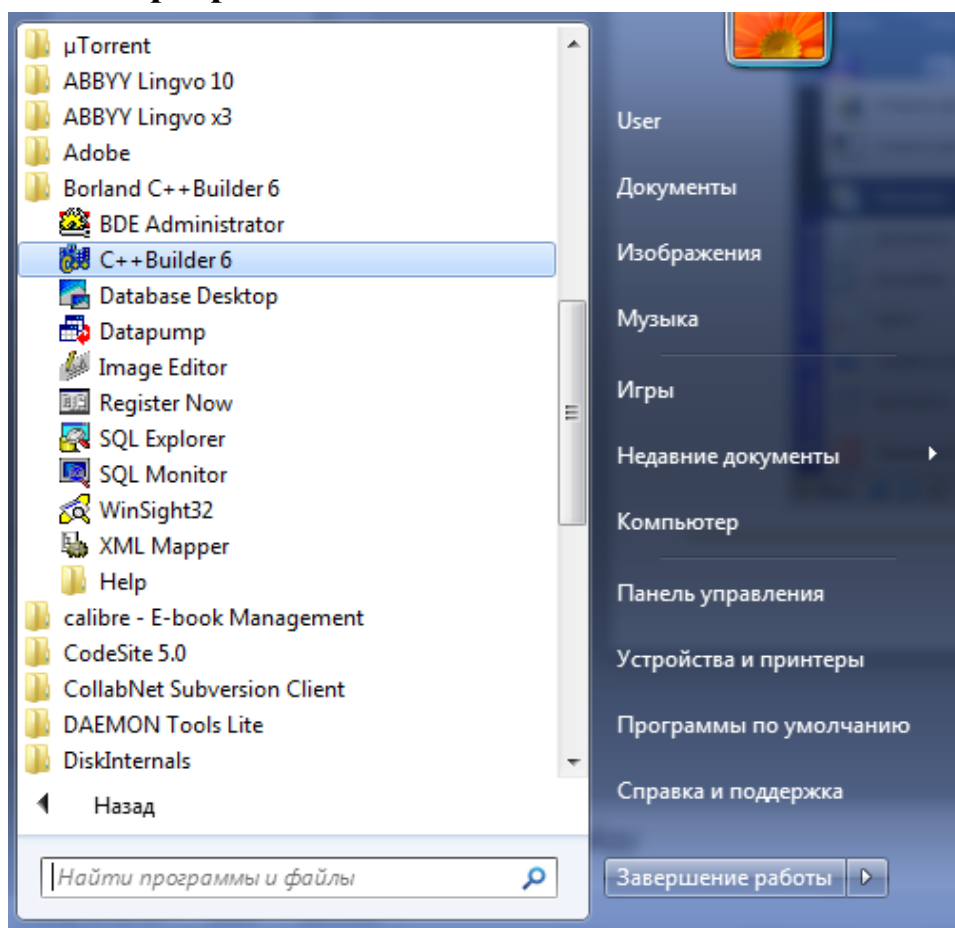 µTorrent
ABBYY Lingvo 10
ABBYY Lingvo x3
Adobe
Borland C++Builder 6
BDE Administrator
C++Builder 6
Database Desktop
Datapump
Image Editor
Register Now
SQL Explorer
SQL Monitor
WinSight32
XML Mapper
Help
calibre - E-book Management
CodeSite 5.0
CollabNet Subversion Client
DAEMON Tools Lite
DiskInternals
Назад
Найти программы и файлы
User
Документы
Изображения
Музыка
Игры
Недавние документы
Компьютер
Панель управления
Устройства и принтеры
Программы по умолчанию
Справка и поддержка
Завершение работы